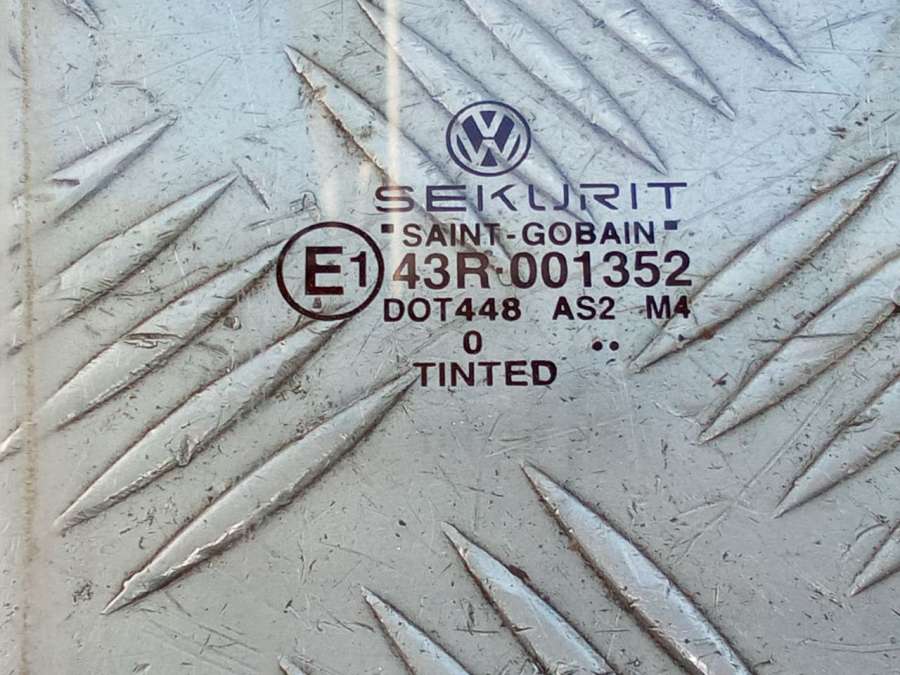 SEKURIT
"SAINT-GOBAIN"
E1 43R-001352
DOT448 AS2 M4
0 ..
TINTED